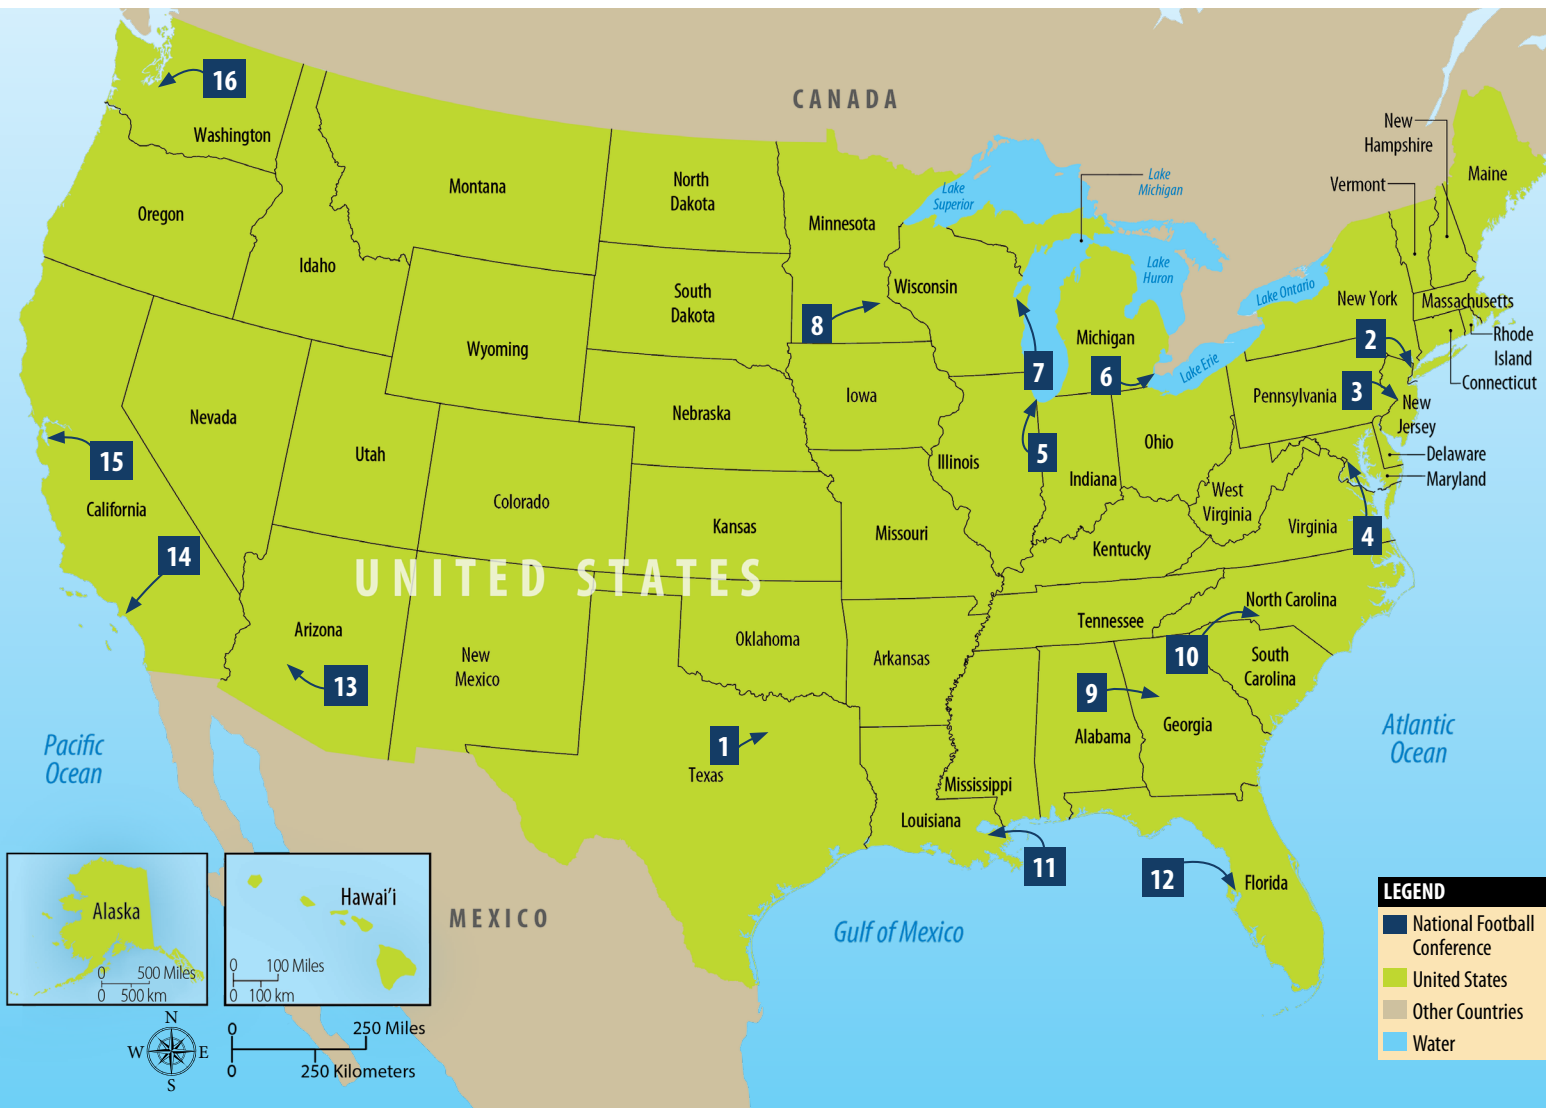 CANADA
16
Washington
Montana
North
Dakota
Minnesota
Lake
Superior
Lake
Michigan
New
Hampshire
Vermont
Maine
Oregon
Idaho
South
Dakota
Wisconsin
Lake
Huron
Lake Ontario
New York
Massachusetts
8
Wyoming
Michigan
2
Rhode
Island
Connecticut
7
6
Lake Erie
Pennsylvania
3
New
Jersey
Nevada
Nebraska
Iowa
Utah
15
Illinois
5
Ohio
Delaware
Maryland
Indiana
California
Colorado
Kansas
Missouri
West
Virginia
Virginia
4
Kentucky
14
UNITED STATES
Arizona
Oklahoma
Tennessee
North Carolina
New
Mexico
Arkansas
10
South
Carolina
13
9
Georgia
Alabama
1
Texas
Mississippi
Louisiana
Pacific
Ocean
Atlantic
Ocean
11
12
Florida
Gulf of Mexico
MEXICO
Alaska
0 500 Miles
0 500 km
Hawai’i
0 100 Miles
0 100 km
N
W E
S
0 250 Miles
0 250 Kilometers
LEGEND
National Football
Conference
United States
Other Countries
Water